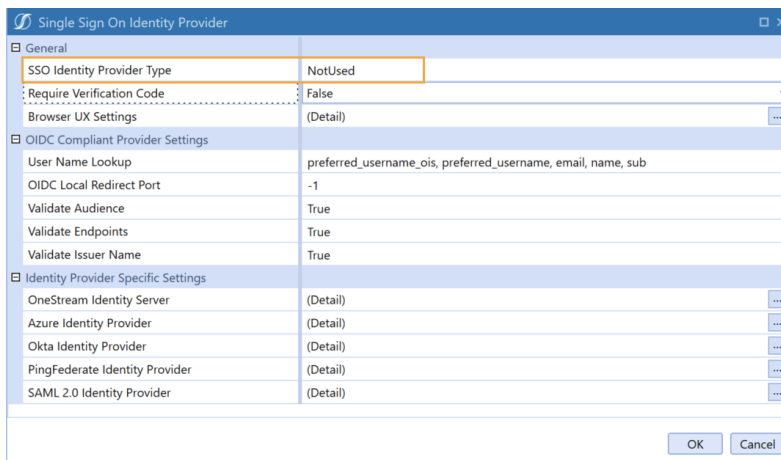 Single Sign On Identity Provider
General
SSO Identity Provider Type NotUsed
Require Verification Code False
Browser UX Settings (Detail) ...
OIDC Compliant Provider Settings
User Name Lookup preferred_username_ois, preferred_username, email, name, sub
OIDC Local Redirect Port -1
Validate Audience True
Validate Endpoints True
Validate Issuer Name True
Identity Provider Specific Settings
OneStream Identity Server (Detail) ...
Azure Identity Provider (Detail) ...
Okta Identity Provider (Detail) ...
PingFederate Identity Provider (Detail) ...
SAML 2.0 Identity Provider (Detail) ...
OK Cancel